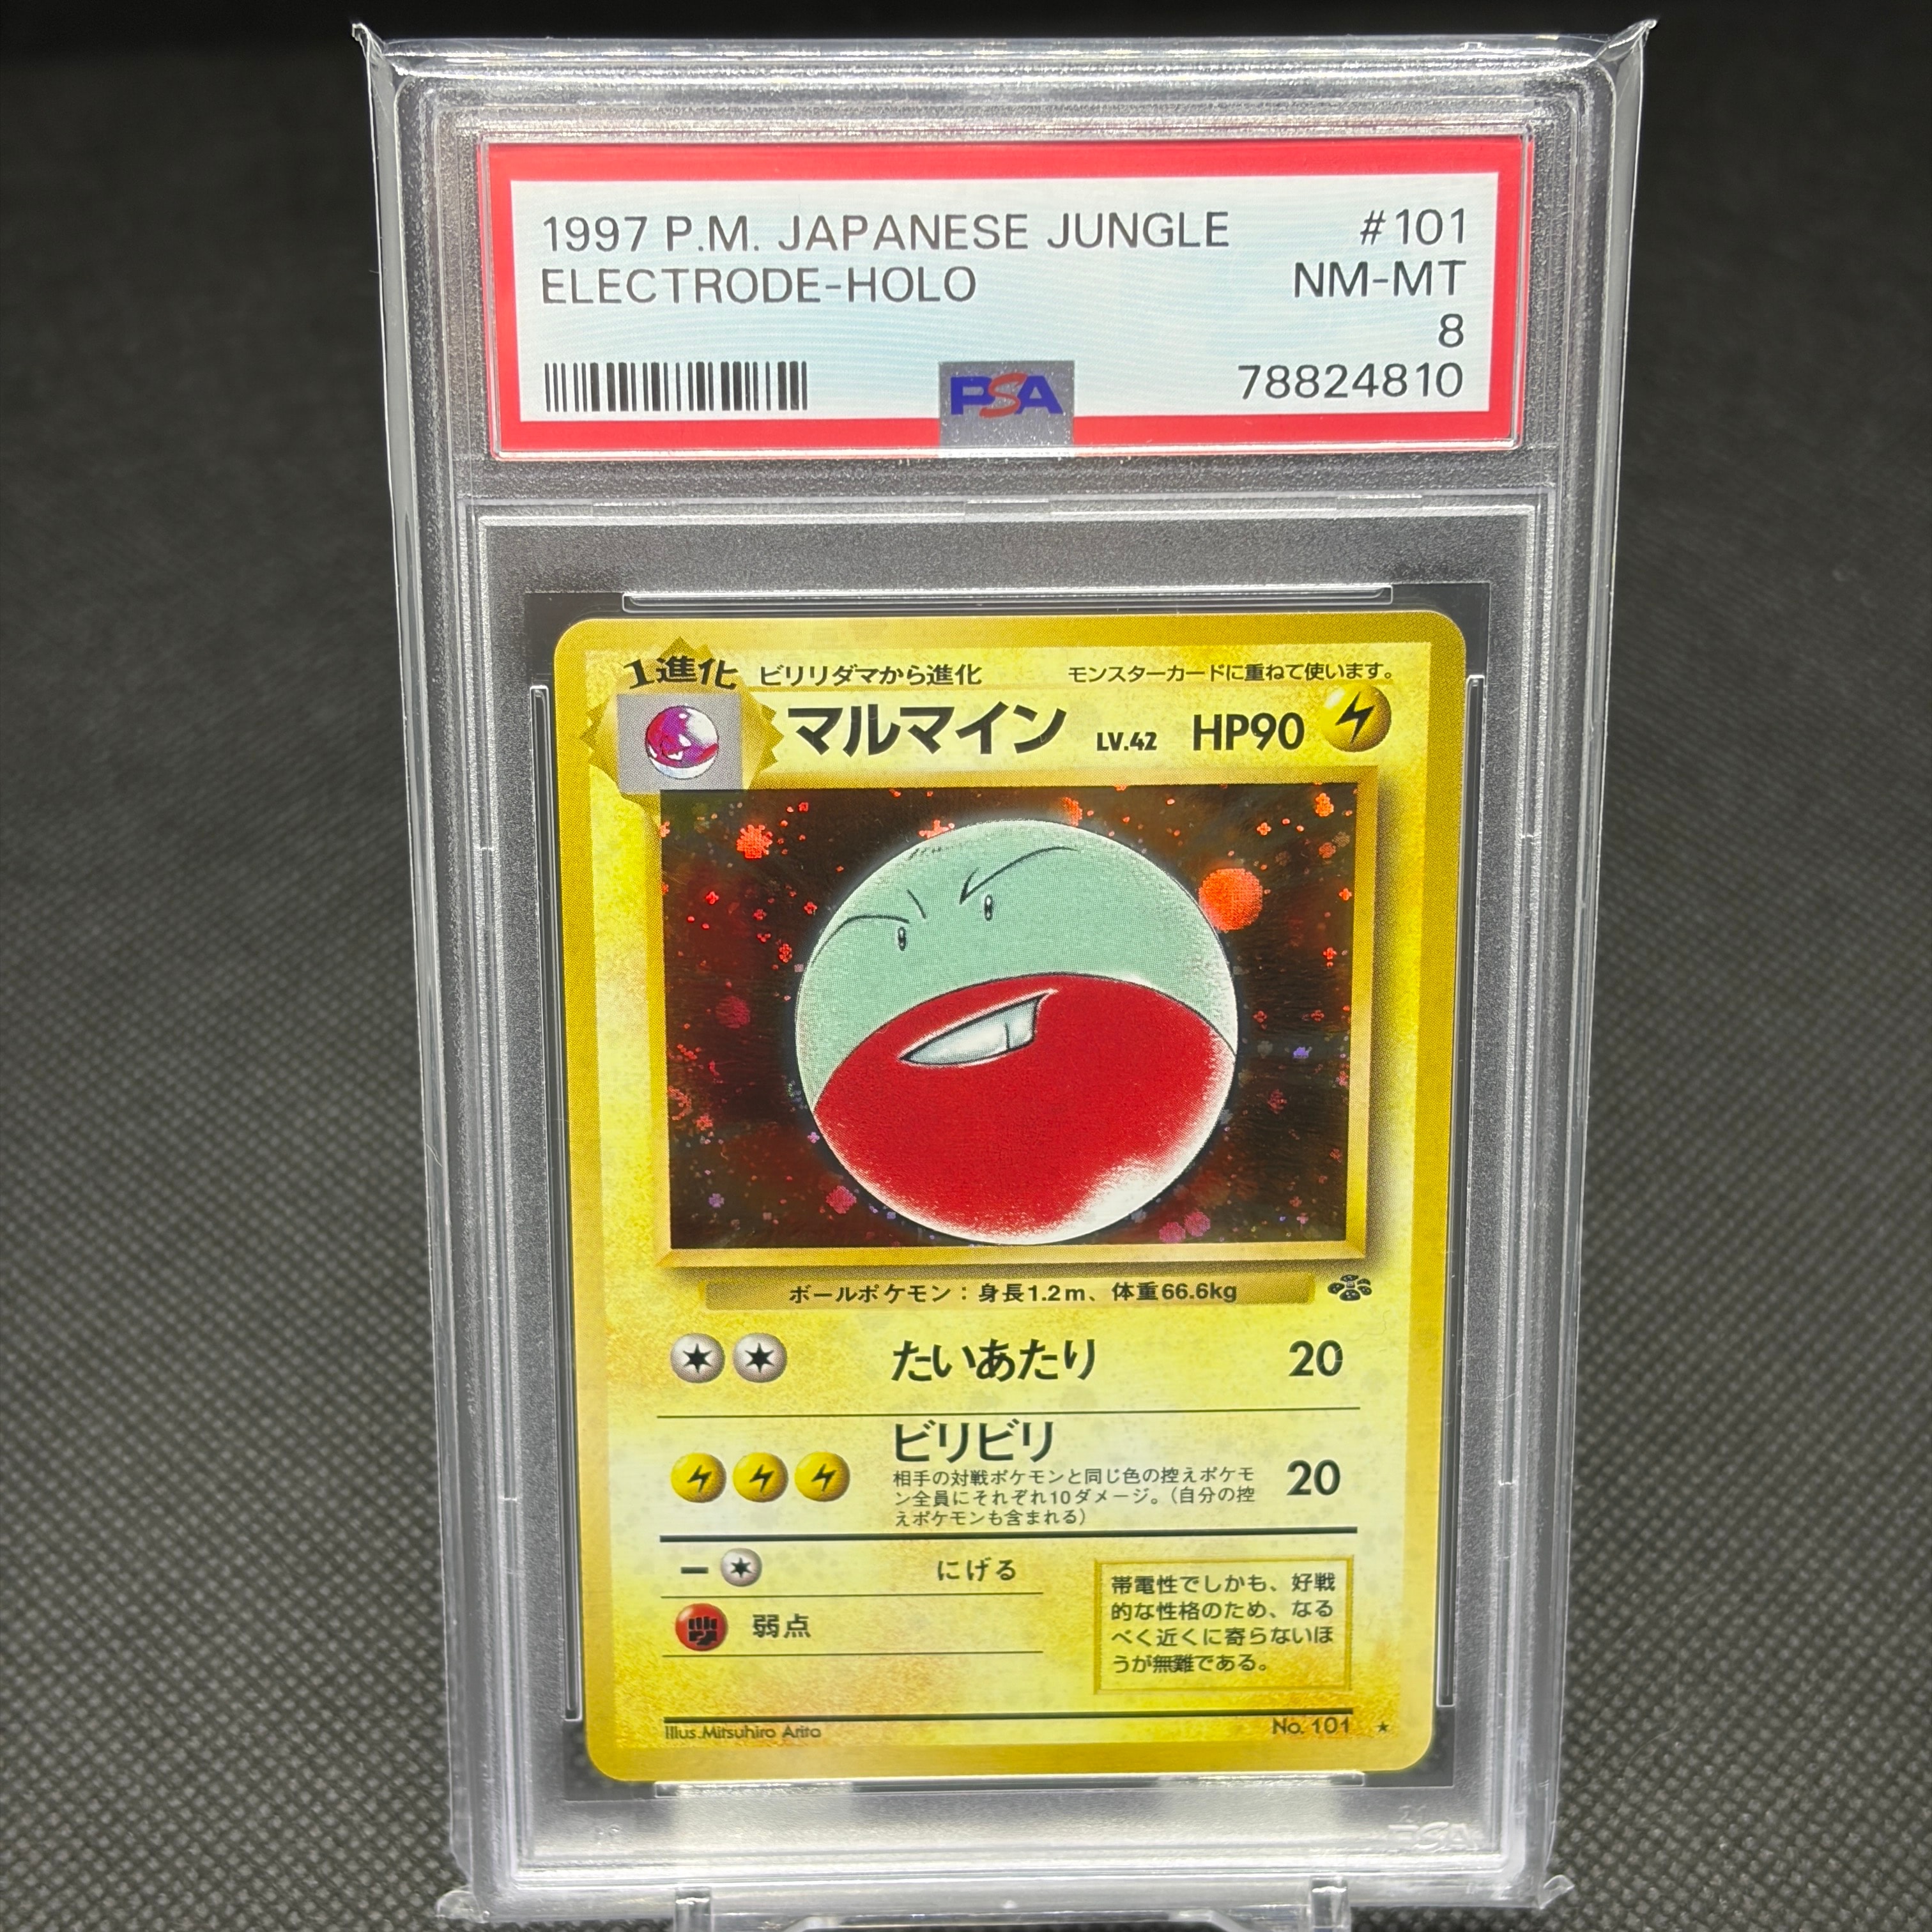 1997 P.M. JAPANESE JUNGLE #101
ELECTRODE-HOLO NM-MT
8
PSA 78824810
1進化 ビリリダマから進化 モンスターカードに重ねて使います。
マルマイン LV.42 HP90
ボールポケモン：身長1.2m、体重66.6kg
たいあたり 20
ビリビリ
相手の対戦ポケモンと同じ色の控えポケモ
ン全員にそれぞれ10ダメージ。（自分の控
えポケモンも含まれる）
20
− にげる
弱点
帯電性でしかも、好戦
的な性格のため、なる
べく近くに寄らないほ
うが無難である。
Illus.Mitsuhiro Arita No. 101 ★
PSA